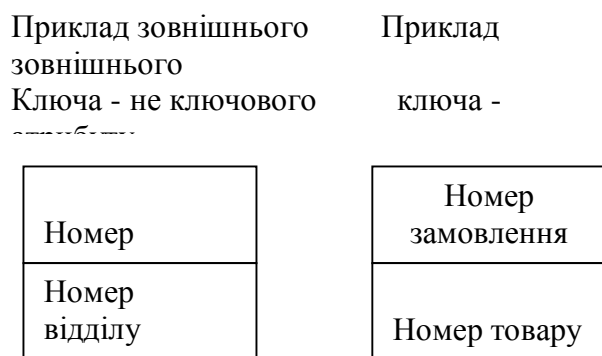 Приклад зовнішнього Приклад
зовнішнього
Ключа - не ключового ключа -
Номер
Номер
замовлення
Номер
відділу
Номер товару